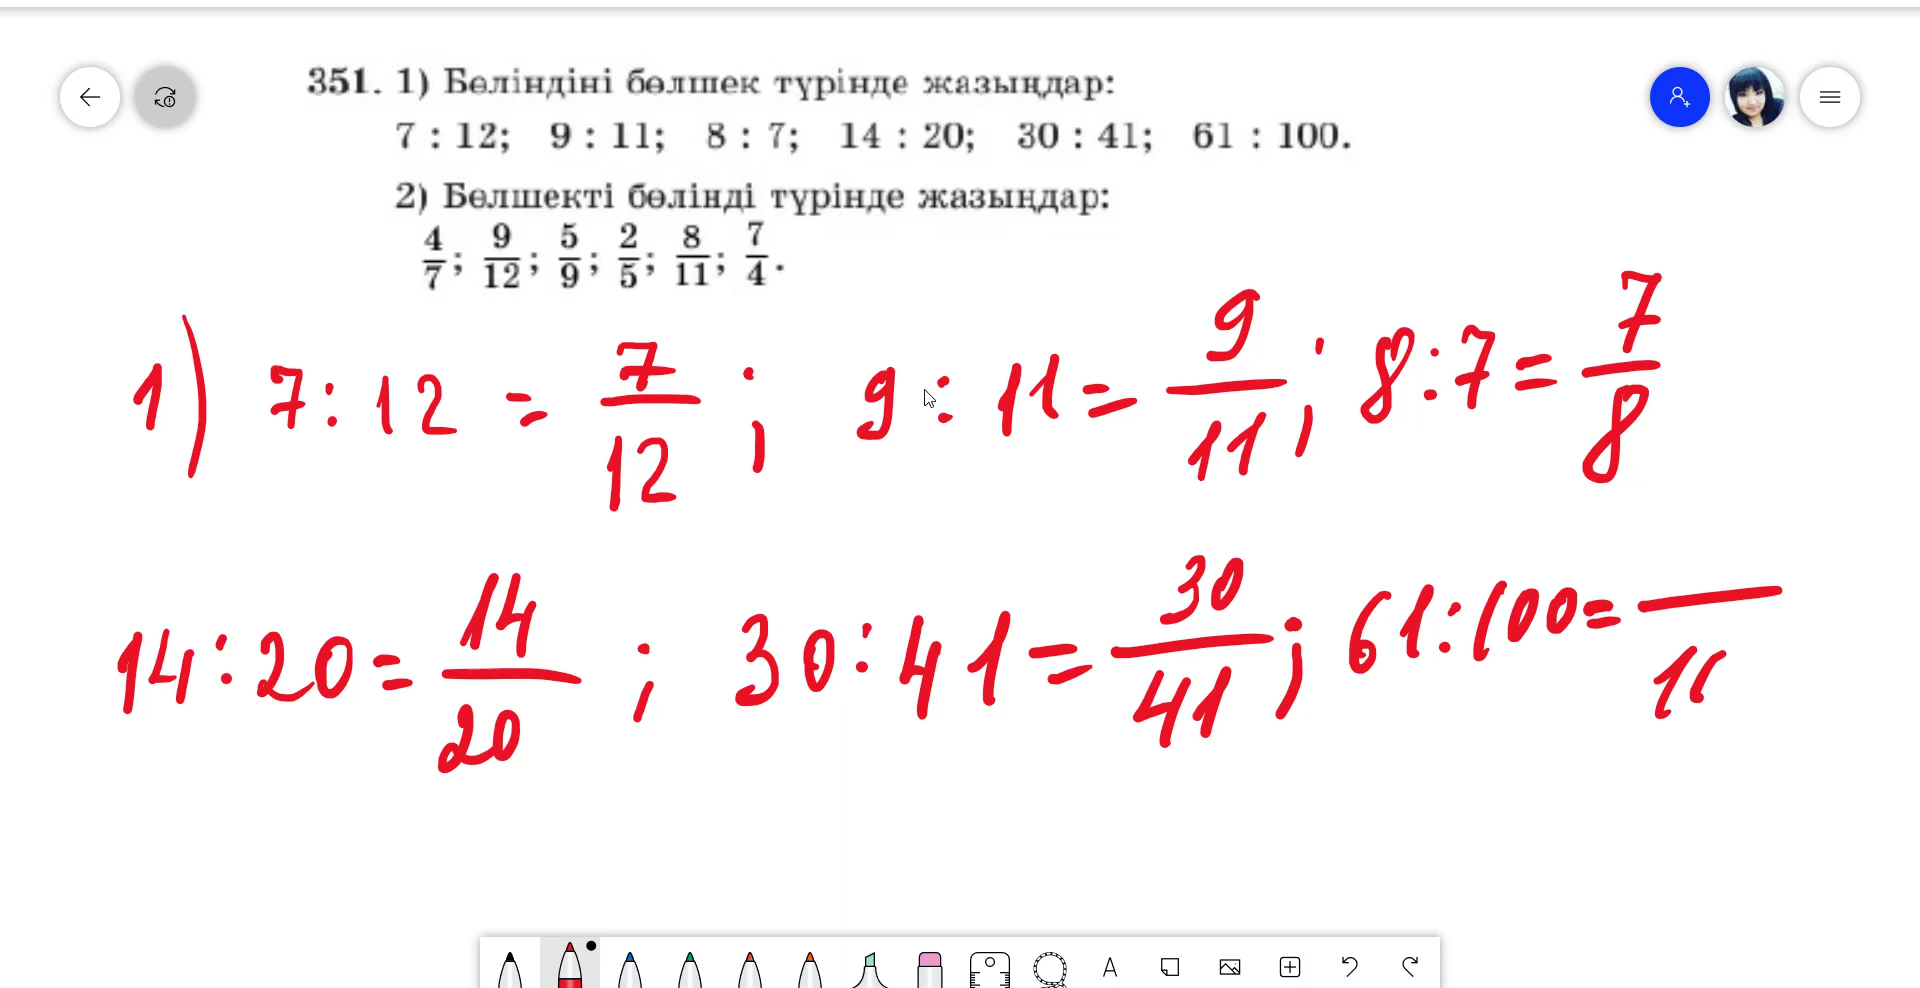 351. 1) Бөліндіні бөлшек түрінде жазыңдар:
7 : 12; 9 : 11; 8 : 7; 14 : 20; 30 : 41; 61 : 100.
2) Бөлшекті бөлінді түрінде жазыңдар:
4/7; 9/12; 5/9; 2/5; 8/11; 7/4.
1) 7 : 12 = 7/12; 9 : 11 = 9/11; 8 : 7 = 7/8
14 : 20 = 14/20; 30 : 41 = 30/41; 61 : 100 =